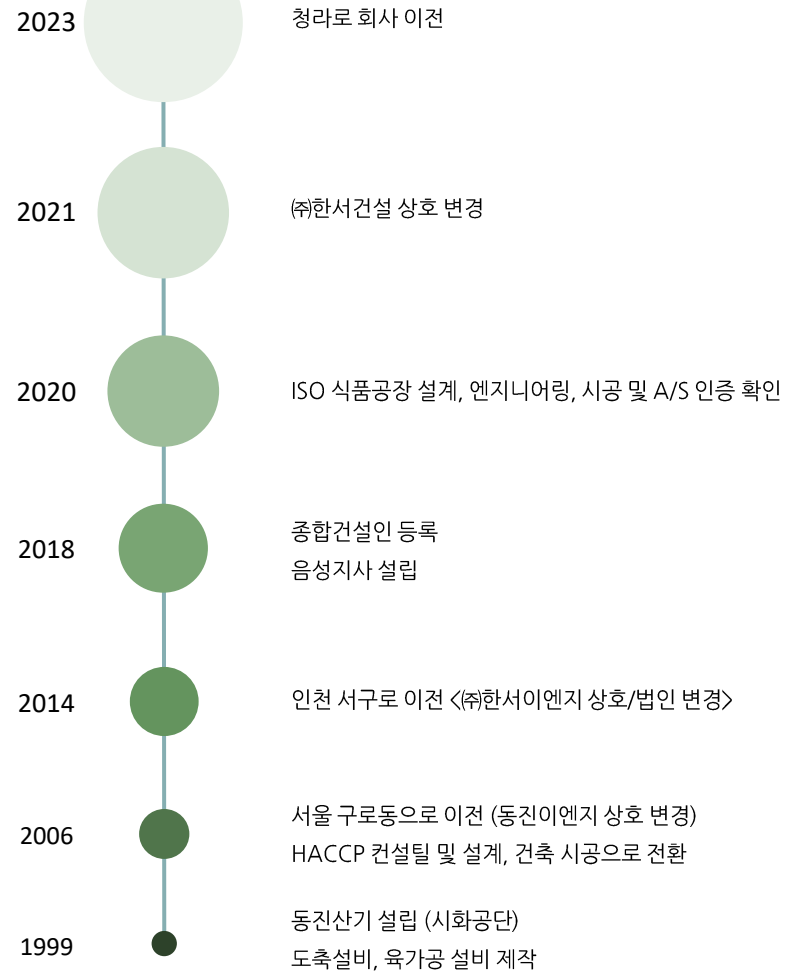 2023
청라로 회사 이전
2021
㈜한서건설 상호 변경
2020
ISO 식품공장 설계, 엔지니어링, 시공 및 A/S 인증 확인
2018
종합건설인 등록
음성지사 설립
2014
인천 서구로 이전 <㈜한서이엔지 상호/법인 변경>
2006
서울 구로동으로 이전 (동진이엔지 상호 변경)
HACCP 컨설틸 및 설계, 건축 시공으로 전환
1999
동진산기 설립 (시화공단)
도축설비, 육가공 설비 제작